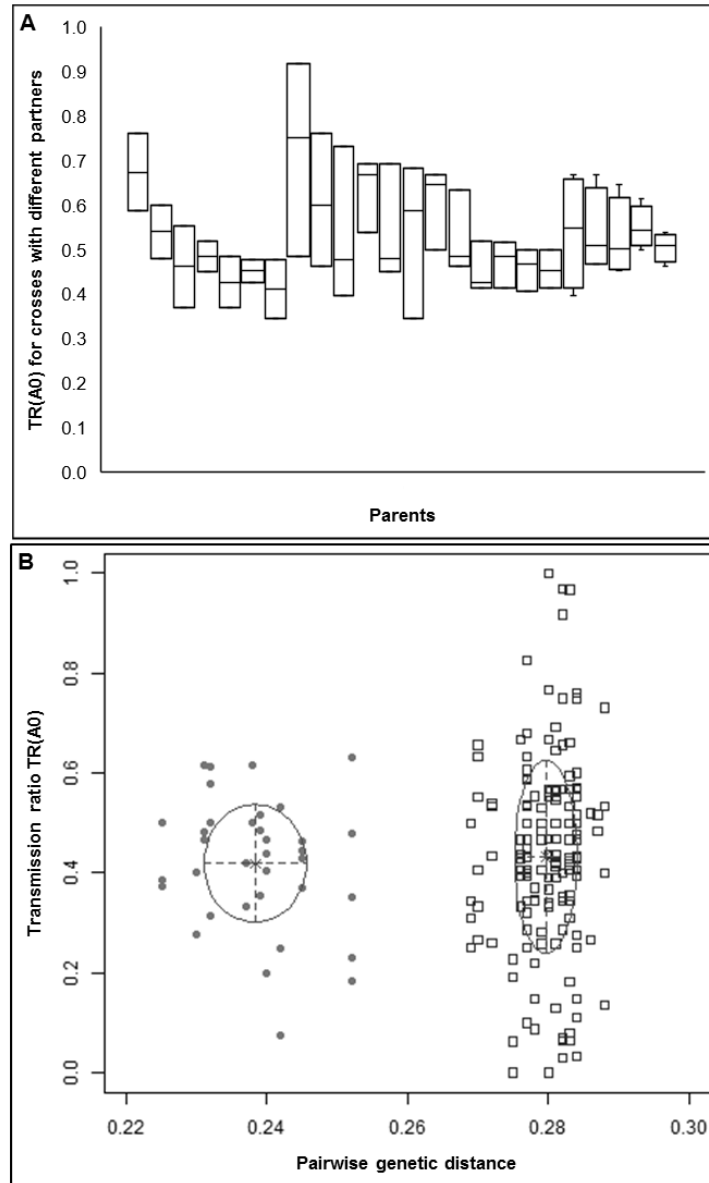 A
1.0
0.9
0.8
0.7
0.6
0.5
0.4
0.3
0.2
0.1
0.0
TR(A0) for crosses with different partners
Parents
B
1.0
0.8
0.6
0.4
0.2
0.0
Transmission ratio TR(A0)
0.22 0.24 0.26 0.28 0.30
Pairwise genetic distance